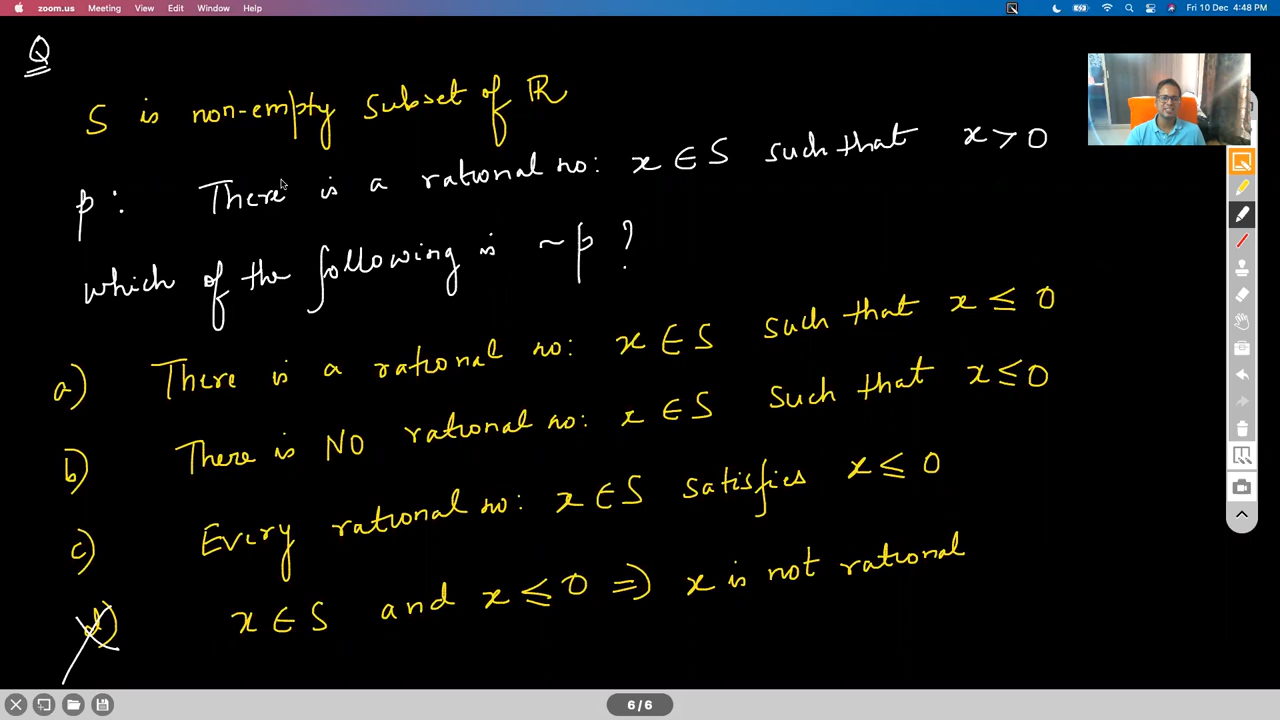 zoom.us Meeting View Edit Window Help Fri 10 Dec 4:48 PM
Q
S is non-empty subset of ℝ
p : There is a rational no: x ∈ S such that x > 0
which of the following is ~p ?
a) There is a rational no: x ∈ S such that x ≤ 0
b) There is NO rational no: x ∈ S such that x ≤ 0
c) Every rational no: x ∈ S satisfies x ≤ 0
d) x ∈ S and x ≤ 0 ⇒ x is not rational
6/6